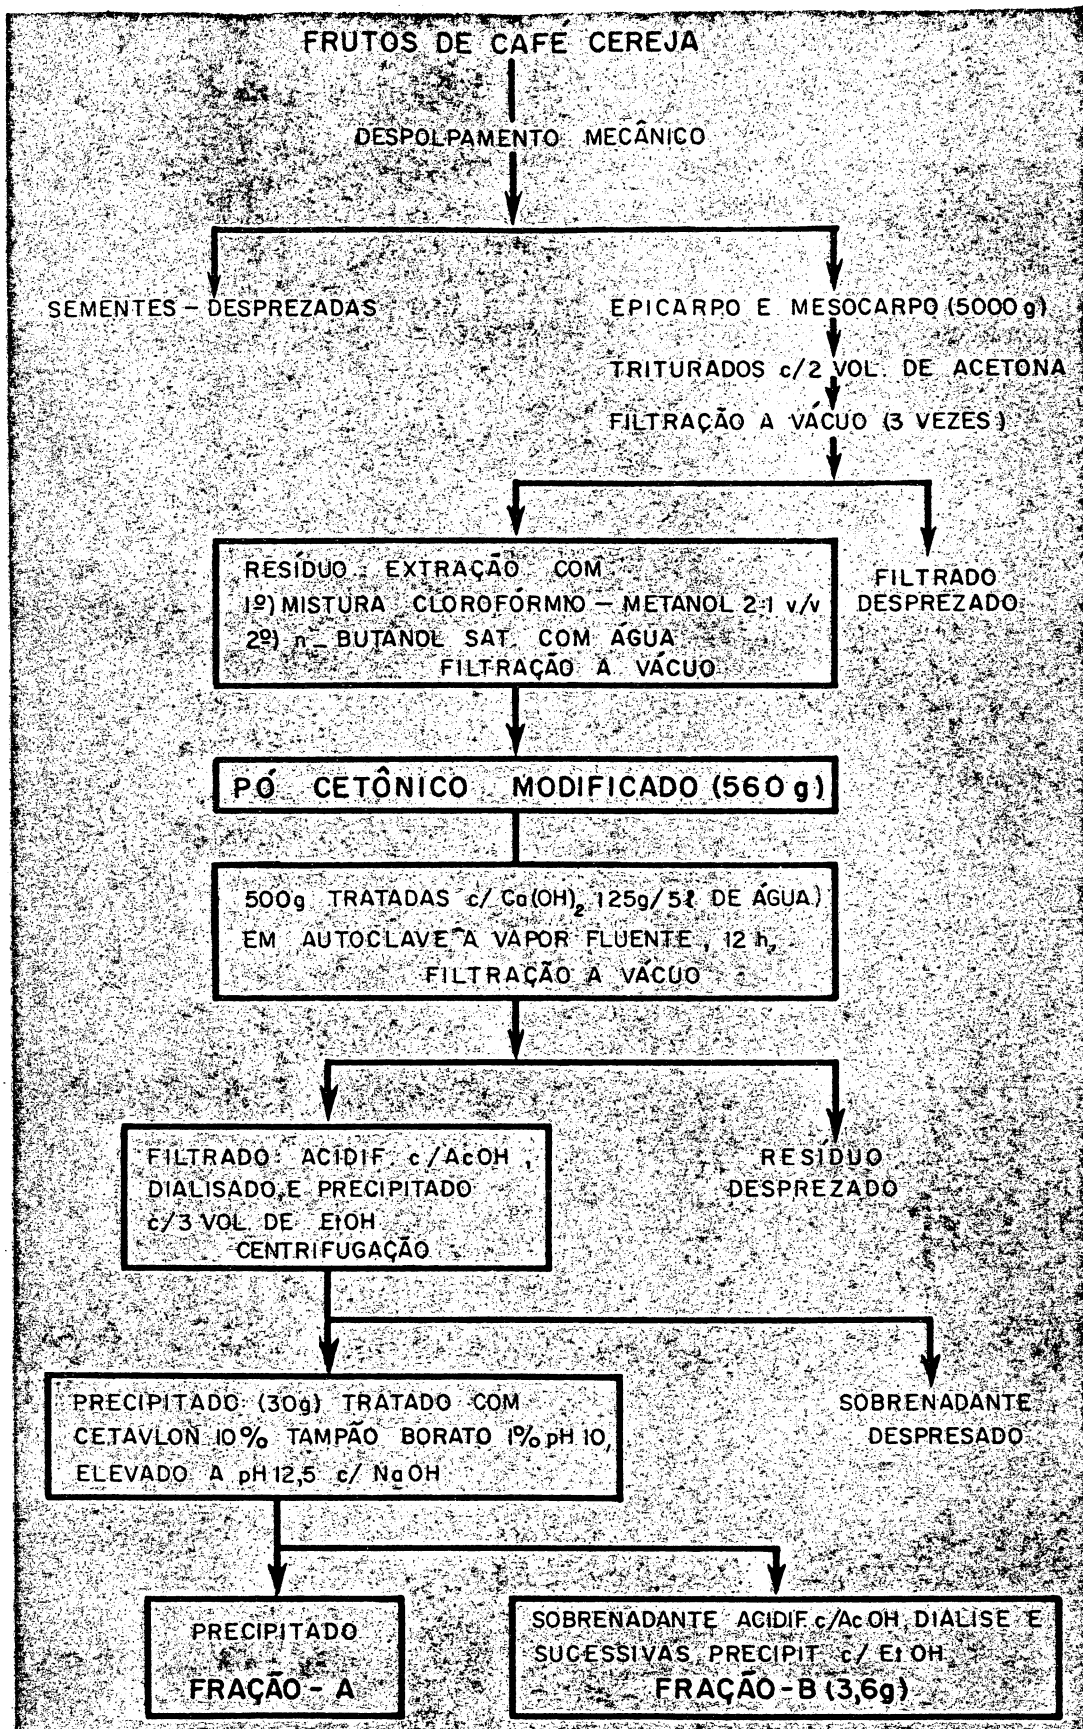 FRUTOS DE CAFÉ CEREJA
DESPOLPAMENTO MECÂNICO
SEMENTES - DESPREZADAS
EPICARPO E MESOCARPO (5000 g)
TRITURADOS c/2 VOL. DE ACETONA
FILTRAÇÃO A VÁCUO (3 VEZES)
RESÍDUO: EXTRAÇÃO COM
1º) MISTURA CLOROFÓRMIO - METANOL 2:1 v/v
2º) n_ BUTANOL SAT. COM ÁGUA
FILTRAÇÃO A VÁCUO
FILTRADO
DESPREZADO
PÓ CETÔNICO MODIFICADO (560 g)
500g TRATADAS c/ Ca(OH)₂ 125g/5ℓ DE ÁGUA)
EM AUTOCLAVE A VAPOR FLUENTE, 12 h,
FILTRAÇÃO A VÁCUO
FILTRADO: ACIDIF. c/AcOH,
DIALISADO E PRECIPITADO
c/3 VOL DE EtOH
CENTRIFUGAÇÃO
RESÍDUO
DESPREZADO
PRECIPITADO: (30g) TRATADO COM
CETAVLON 10% TAMPÃO BORATO 1% pH 10,
ELEVADO A pH 12,5 c/ NaOH
SOBRENADANTE
DESPRESADO
PRECIPITADO
FRAÇÃO - A
SOBRENADANTE ACIDIF. c/AcOH, DIALISE E
SUCESSIVAS PRECIPIT c/ EtOH
FRAÇÃO - B (3,6g)